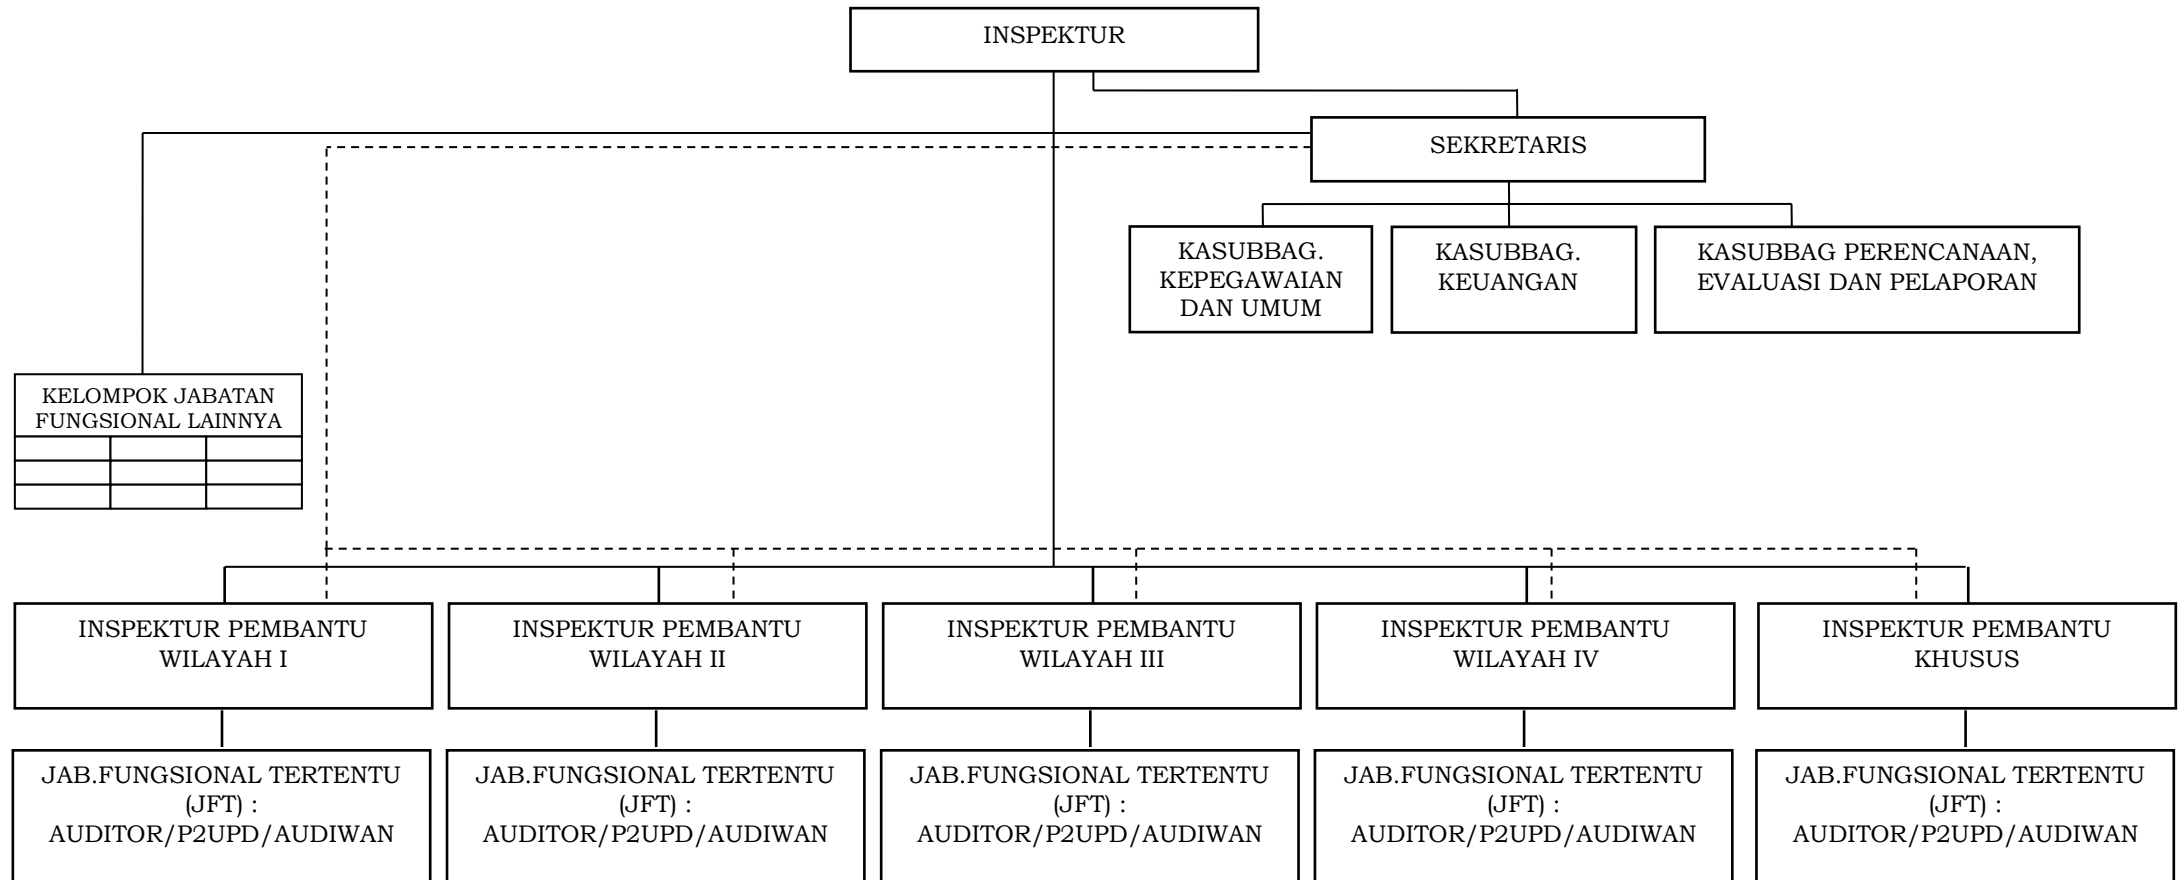 INSPEKTUR
SEKRETARIS
KASUBBAG.
KEPEGAWAIAN
DAN UMUM
KASUBBAG.
KEUANGAN
KASUBBAG PERENCANAAN,
EVALUASI DAN PELAPORAN
KELOMPOK JABATAN
FUNGSIONAL LAINNYA
INSPEKTUR PEMBANTU
WILAYAH I
INSPEKTUR PEMBANTU
WILAYAH II
INSPEKTUR PEMBANTU
WILAYAH III
INSPEKTUR PEMBANTU
WILAYAH IV
INSPEKTUR PEMBANTU
KHUSUS
JAB.FUNGSIONAL TERTENTU
(JFT) :
AUDITOR/P2UPD/AUDIWAN
JAB.FUNGSIONAL TERTENTU
(JFT) :
AUDITOR/P2UPD/AUDIWAN
JAB.FUNGSIONAL TERTENTU
(JFT) :
AUDITOR/P2UPD/AUDIWAN
JAB.FUNGSIONAL TERTENTU
(JFT) :
AUDITOR/P2UPD/AUDIWAN
JAB.FUNGSIONAL TERTENTU
(JFT) :
AUDITOR/P2UPD/AUDIWAN